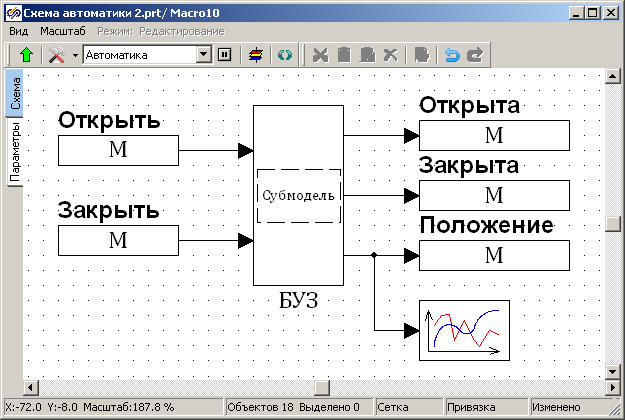 Схема автоматики 2.prt/ Macro10
Вид Масштаб Режим: Редактирование
Автоматика
Схема
Параметры
Открыть
М
Закрыть
М
Субмодель
БУЗ
Открыта
М
Закрыта
М
Положение
М
X:-72.0 Y:-8.0 Масштаб:187.8 %
Объектов 18 Выделено 0
Сетка
Привязка
Изменено